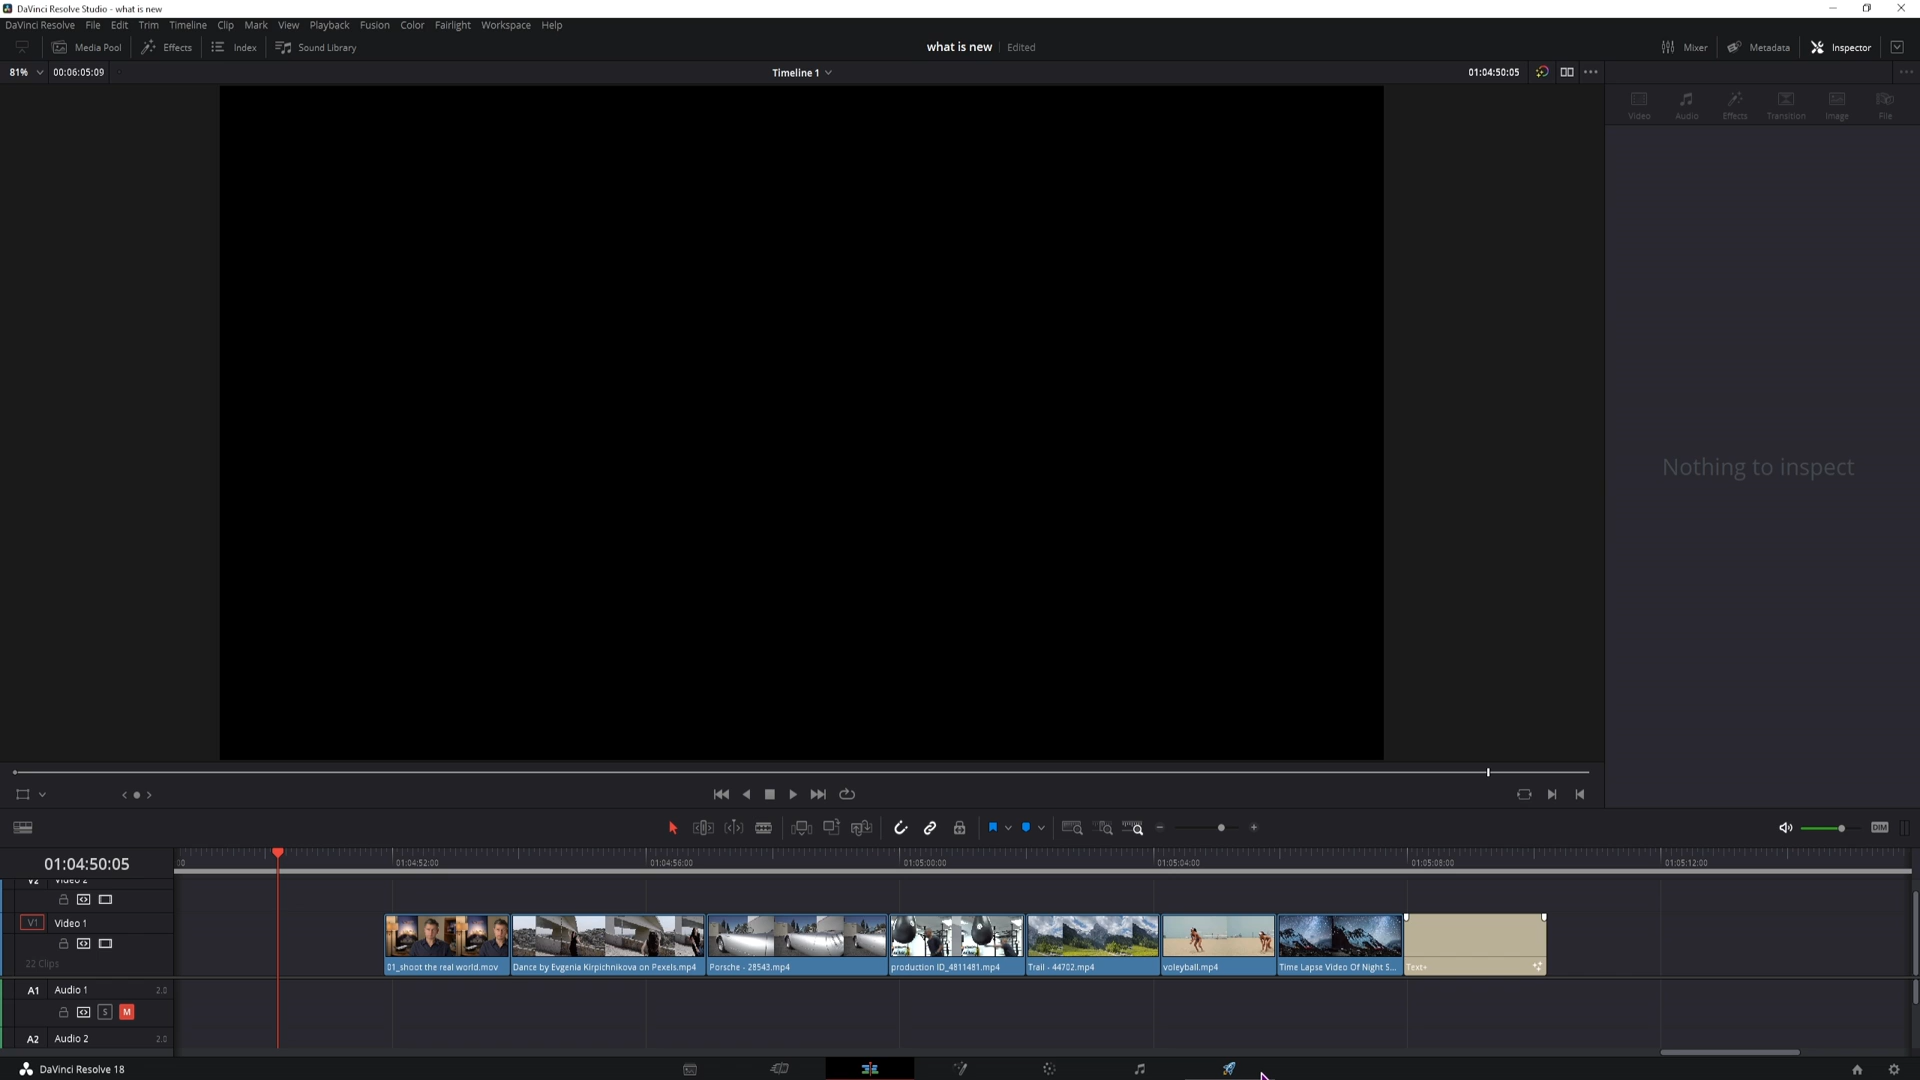 DaVinci Resolve Studio - what is new
DaVinci Resolve File Edit Trim Timeline Clip Mark View Playback Fusion Color Fairlight Workspace Help
Media Pool Effects Index Sound Library what is new Edited Mixer Metadata Inspector
81% 00:06:05:09 Timeline 1 01:04:50:05
Video Audio Effects Transition Image File
Nothing to inspect
DIM
01:04:50:05 00 01:04:52:00 01:04:56:00 01:05:00:00 01:05:04:00 01:05:08:00 01:05:12:00
V2 Video 2
V1 Video 1
22 Clips
01_shoot the real world.mov Dance by Evgenia Kirpichnikova on Pexels.mp4 Porsche - 28543.mp4 production ID_4811481.mp4 Trail - 44702.mp4 voleyball.mp4 Time Lapse Video Of Night S... Text+
A1 Audio 1 2.0
S M
A2 Audio 2 2.0
DaVinci Resolve 18